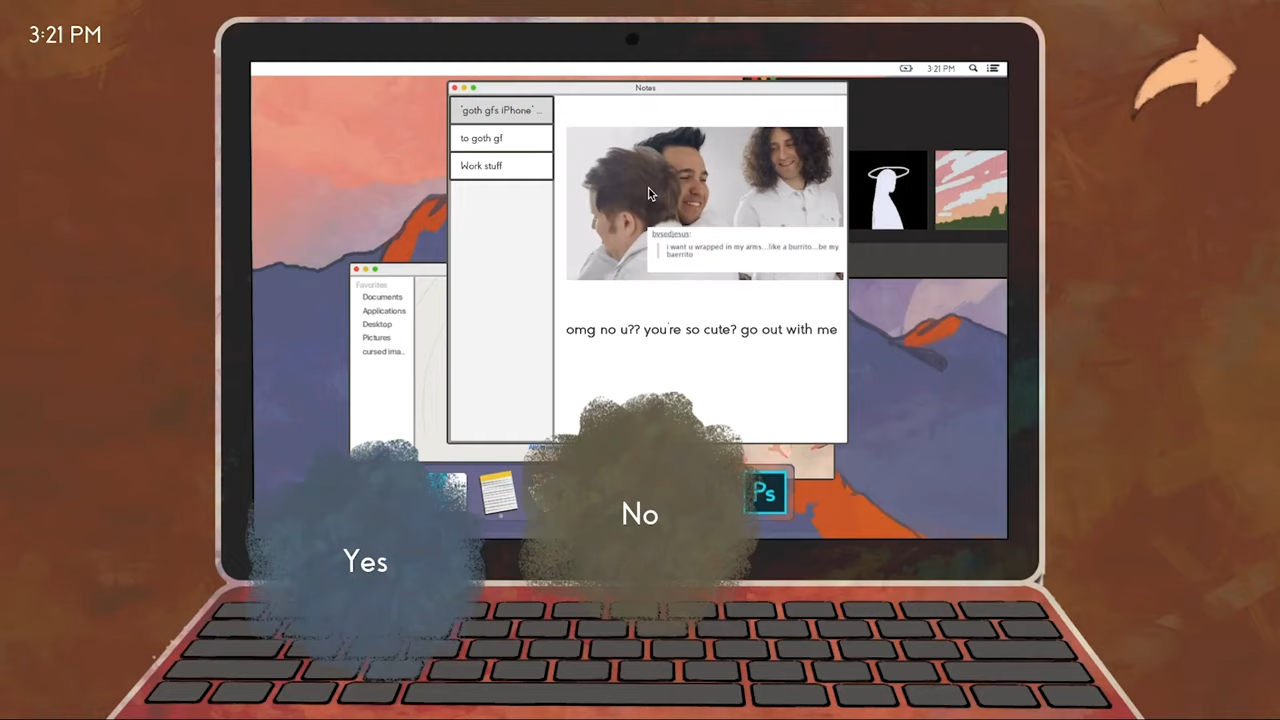 3:21 PM
3:21 PM
Notes
'goth gfs iPhone' ...
to goth gf
Work stuff
bvsedjesus:
i want u wrapped in my arms...like a burrito...be my
baerrito
omg no u?? you're so cute? go out with me
Favorites
Documents
Applications
Desktop
Pictures
cursed ima..
Ps
No
Yes